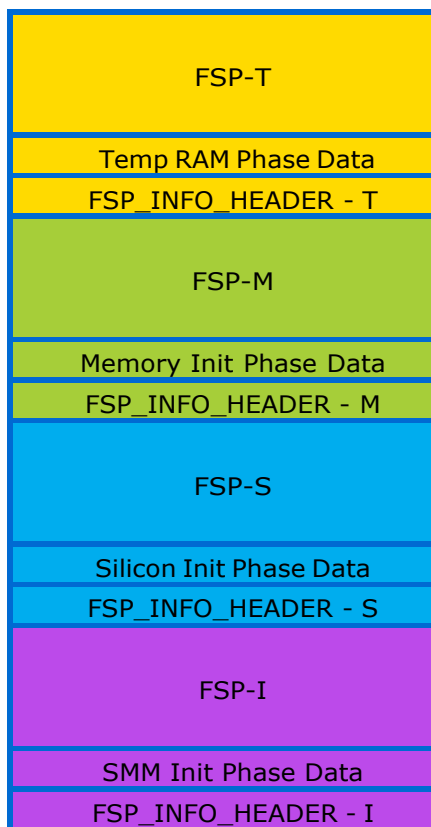 FSP-T
Temp RAM Phase Data
FSP_INFO_HEADER - T
FSP-M
Memory Init Phase Data
FSP_INFO_HEADER - M
FSP-S
Silicon Init Phase Data
FSP_INFO_HEADER - S
FSP-I
SMM Init Phase Data
FSP_INFO_HEADER - I